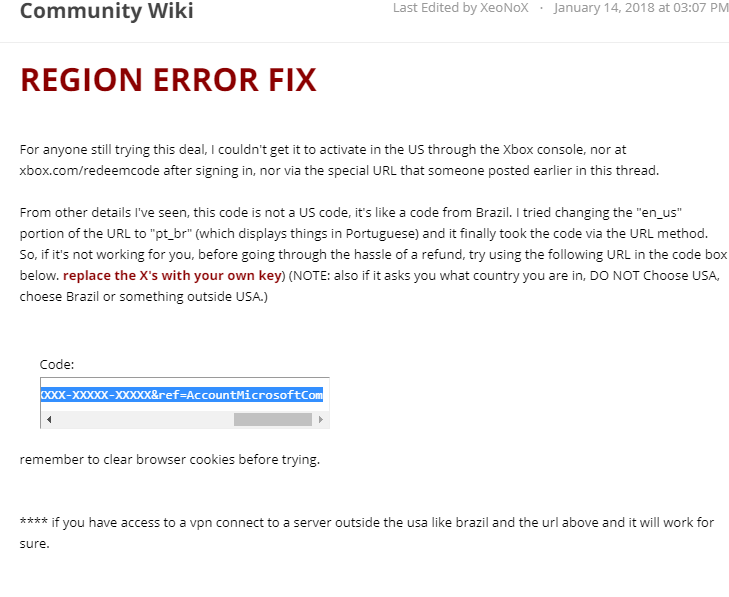 Community Wiki
Last Edited by XeoNoX · January 14, 2018 at 03:07 PM
REGION ERROR FIX
For anyone still trying this deal, I couldn't get it to activate in the US through the Xbox console, nor at
xbox.com/redeemcode after signing in, nor via the special URL that someone posted earlier in this thread.
From other details I've seen, this code is not a US code, it's like a code from Brazil. I tried changing the "en_us"
portion of the URL to "pt_br" (which displays things in Portuguese) and it finally took the code via the URL method.
So, if it's not working for you, before going through the hassle of a refund, try using the following URL in the code box
below. replace the X's with your own key) (NOTE: also if it asks you what country you are in, DO NOT Choose USA,
choese Brazil or something outside USA.)
Code:
XXX-XXXXX-XXXXX&ref=AccountMicrosoftCom
remember to clear browser cookies before trying.
**** if you have access to a vpn connect to a server outside the usa like brazil and the url above and it will work for
sure.